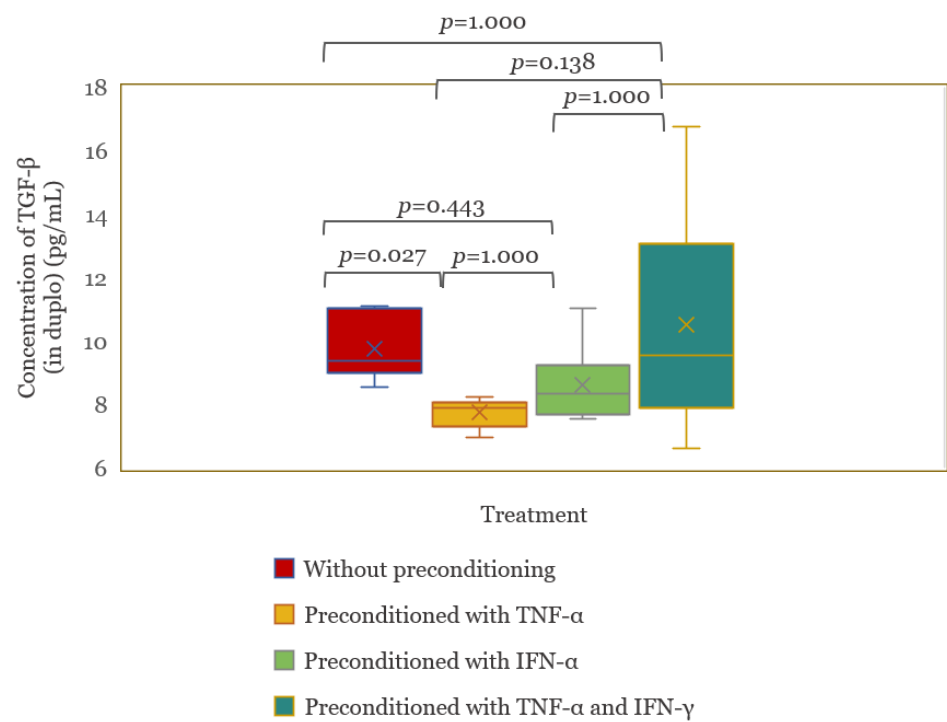 p=1.000
p=0.138
p=1.000
18
16
14
12
10
8
6
Concentration of TGF-β
(in duplo) (pg/mL)
p=0.443
p=0.027
p=1.000
Treatment
Without preconditioning
Preconditioned with TNF-α
Preconditioned with IFN-α
Preconditioned with TNF-α and IFN-γ